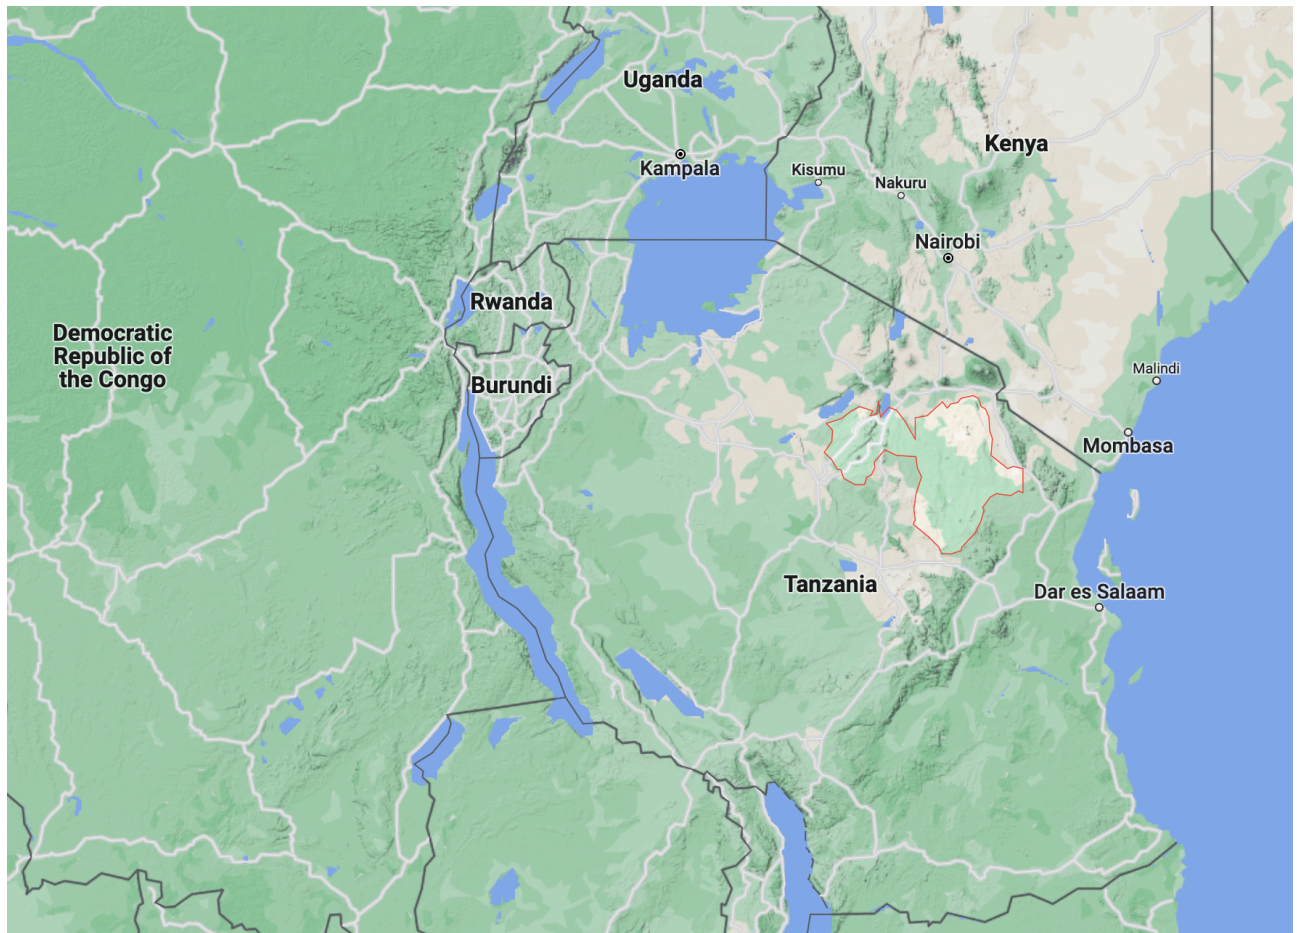 Uganda
Kenya
Kampala
Kisumu
Nakuru
Nairobi
Rwanda
Democratic
Republic of
the Congo
Burundi
Malindi
Mombasa
Tanzania
Dar es Salaam